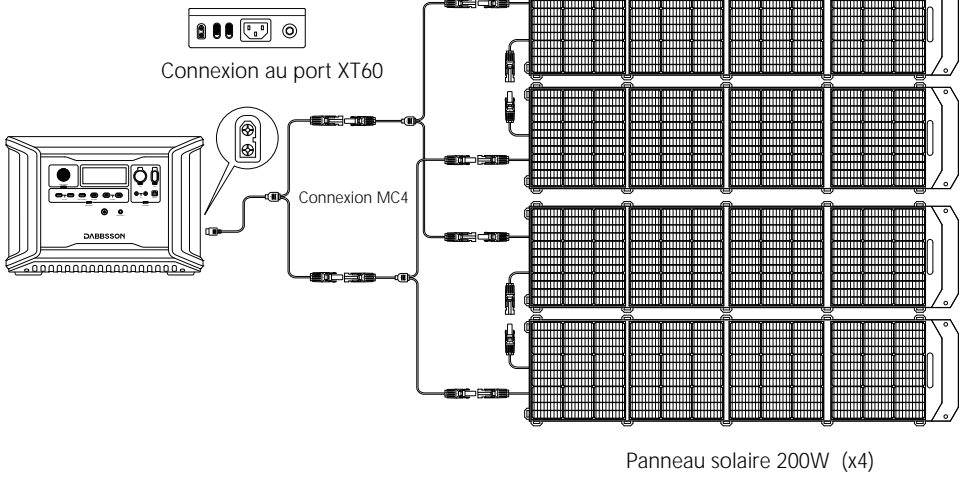 Connexion au port XT60
Connexion MC4
DABBSSON
Panneau solaire 200W (x4)